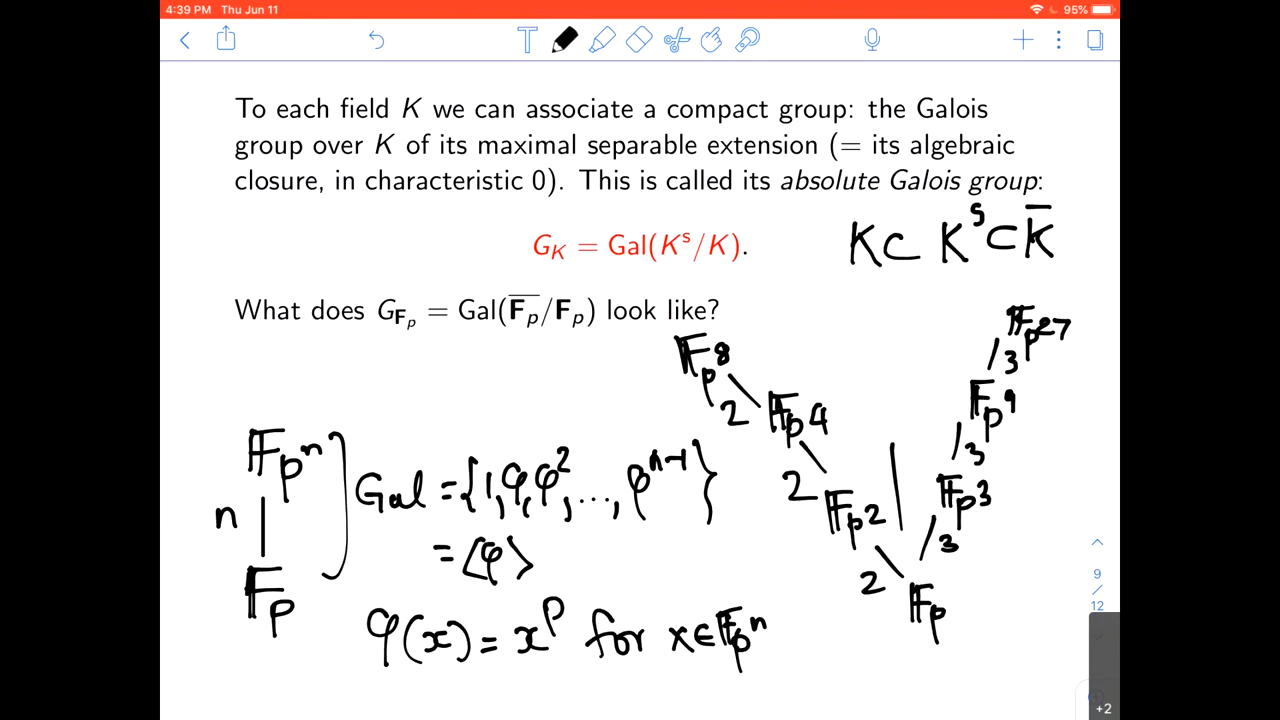 4:39 PM Thu Jun 11
95%
To each field K we can associate a compact group: the Galois
group over K of its maximal separable extension (= its algebraic
closure, in characteristic 0). This is called its absolute Galois group:
G_K = Gal(K^s/K).
K ⊂ K^s ⊂ K̅
What does G_{F_p} = Gal(\overline{F_p}/F_p) look like?
𝔽_{p^n}
n
𝔽_p
Gal = {1, φ, φ^2, ..., φ^{n-1}}
= ⟨φ⟩
φ(x) = x^p for x ∈ 𝔽_{p^n}
𝔽_{p^8}
2
𝔽_{p^4}
2
𝔽_{p^2}
2
𝔽_p
𝔽_{p^27}
3
𝔽_{p^9}
3
𝔽_{p^3}
3
9
/
12
+2